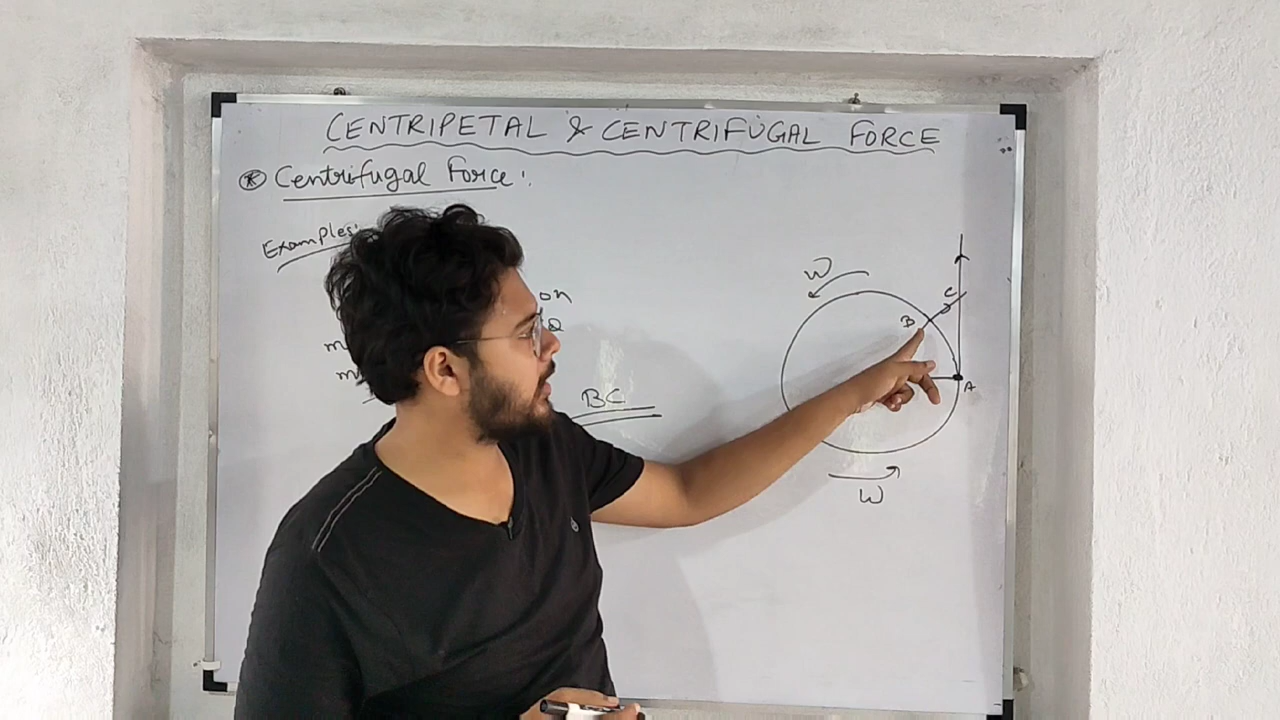 CENTRIPETAL & CENTRIFUGAL FORCE
* Centrifugal Force:
Examples:
on
BC
W
C
B
A
W